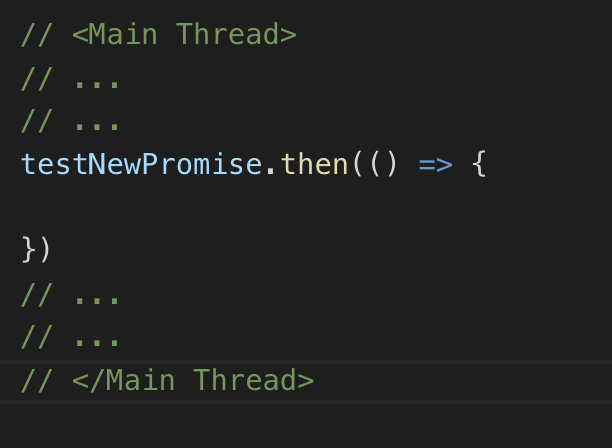 // <Main Thread>
// ...
// ...
testNewPromise.then(() => {
})
// ...
// ...
// </Main Thread>